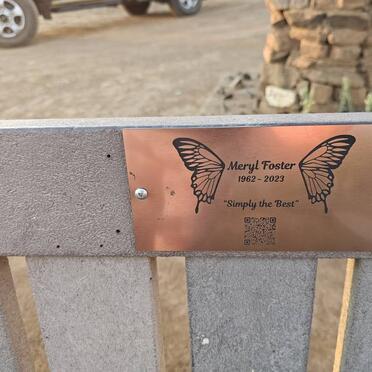 Meryl Foster
1962 - 2023
"Simply the Best"